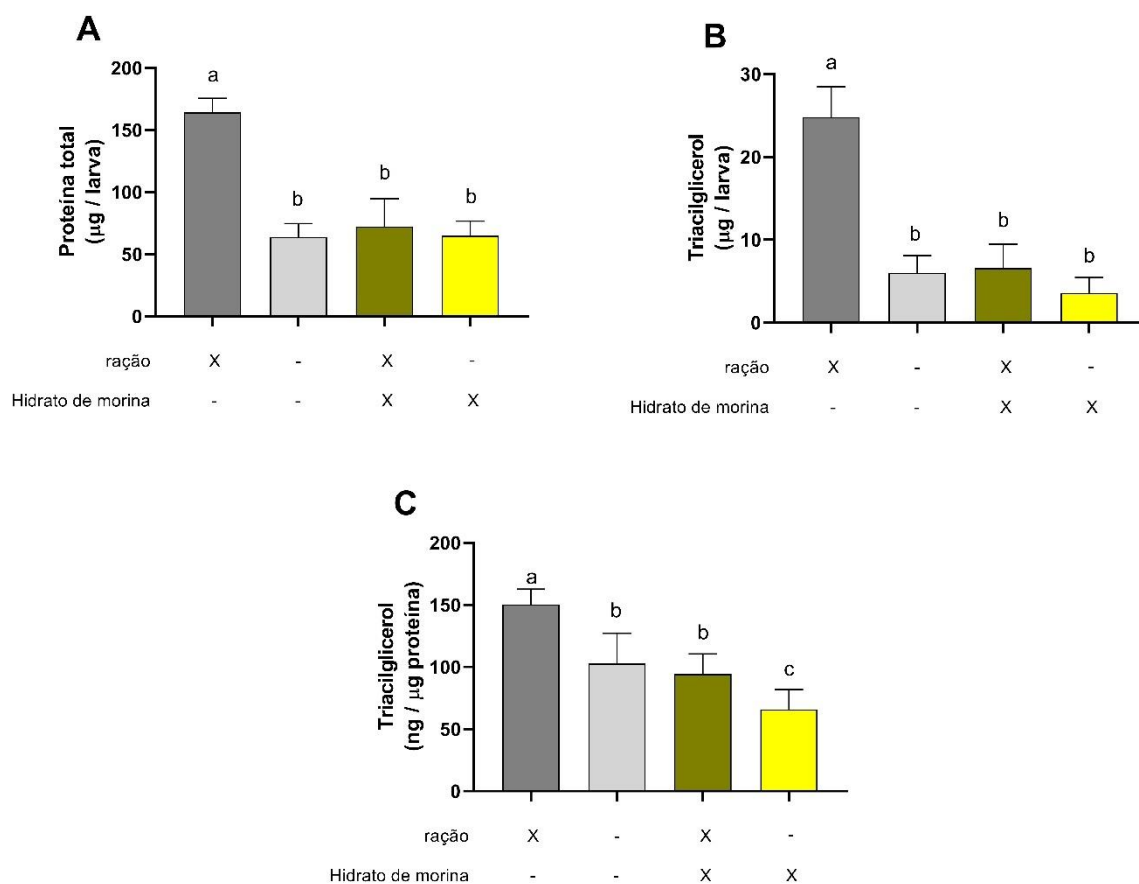 A
Proteína total
(µg / larva)
200
150
100
50
0
a
b
b
b
ração X - X -
Hidrato de morina - - X X
B
Triacilglicerol
(µg / larva)
30
20
10
0
a
b
b
b
ração X - X -
Hidrato de morina - - X X
C
Triacilglicerol
(ng / µg proteína)
200
150
100
50
0
a
b
b
c
ração X - X -
Hidrato de morina - - X X